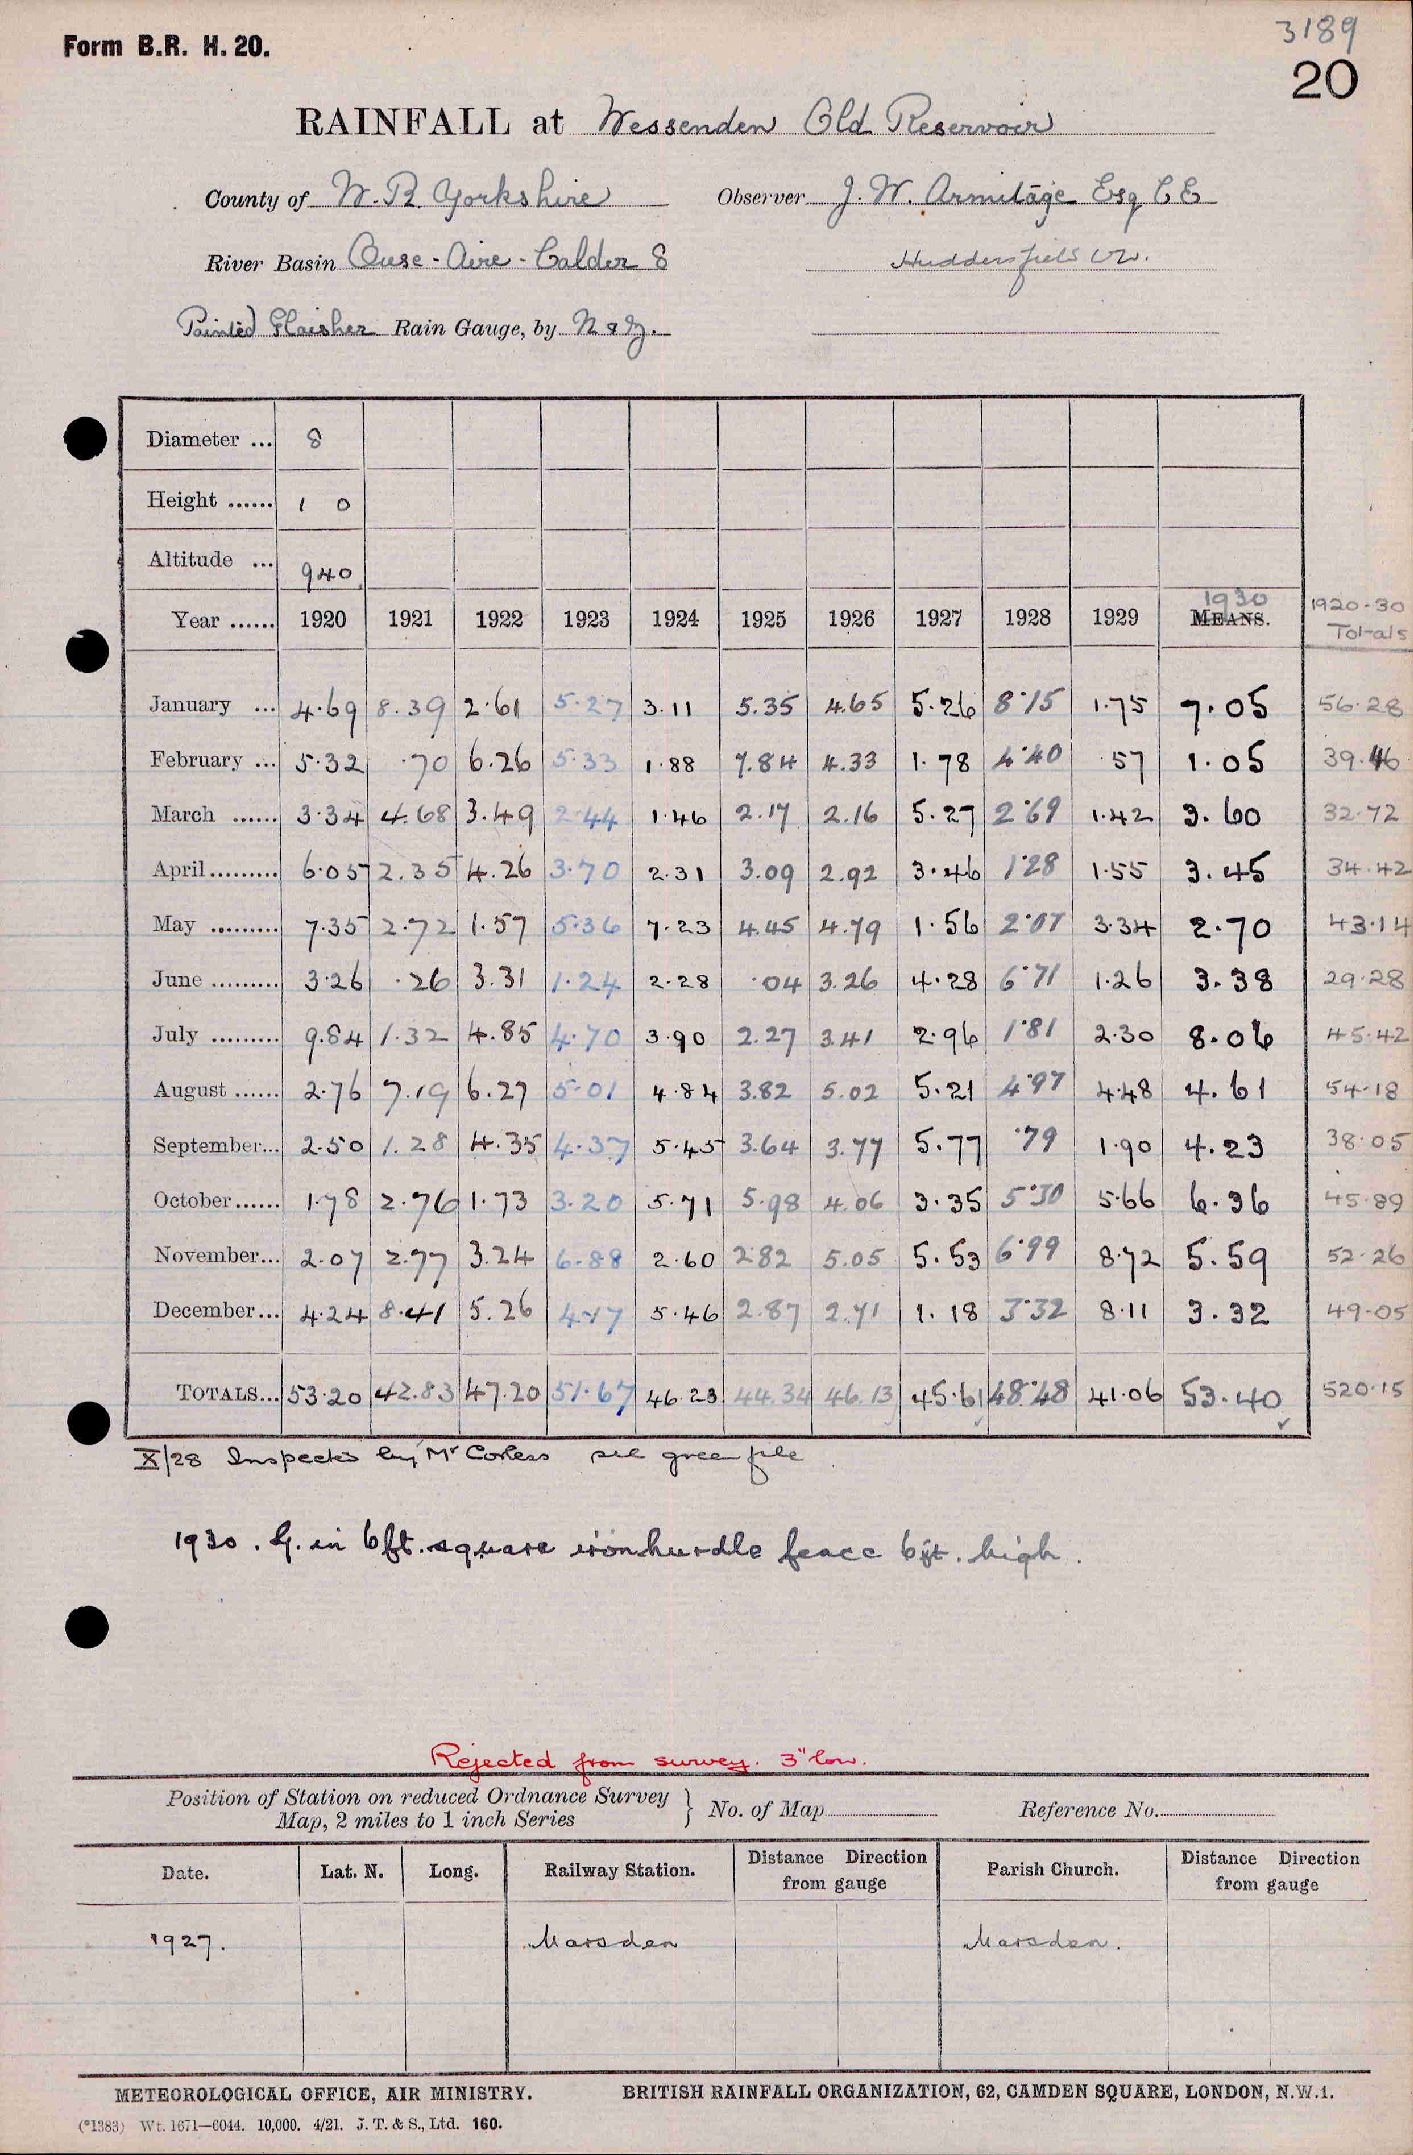 3189
Form B.R. H. 20.
20
RAINFALL at Wessenden Old Reservoir
County of W. R. Yorkshire Observer J. W. Armitage Esq C E
River Basin Ouse - Aire - Calder 8 Huddersfield
Painted Glaisher Rain Gauge, by N & Z.
Diameter ... 8
Height ...... 1 0
Altitude ... 940
Year ...... 1920 1921 1922 1923 1924 1925 1926 1927 1928 1929 MEANS. 1930 1920-30 Totals
January ... 4.69 8.39 2.61 5.27 3.11 5.35 4.65 5.26 8.15 1.75 7.05 56.28
February ... 5.32 .70 6.26 5.33 1.88 7.84 4.33 1.78 4.40 .57 1.05 39.46
March ...... 3.34 4.68 3.49 2.44 1.46 2.17 2.16 5.27 2.69 1.42 3.60 32.72
April......... 6.05 2.35 4.26 3.70 2.31 3.09 2.92 3.46 1.28 1.55 3.45 34.42
May ......... 7.35 2.72 1.57 5.36 7.23 4.45 4.79 1.56 2.07 3.34 2.70 43.14
June ......... 3.26 .26 3.31 1.24 2.28 .04 3.26 4.28 6.71 1.26 3.38 29.28
July ......... 9.84 1.32 4.85 4.70 3.90 2.27 3.41 2.96 1.81 2.30 8.06 45.42
August ...... 2.76 7.19 6.27 5.01 4.84 3.82 5.02 5.21 4.97 4.48 4.61 54.18
September... 2.50 1.28 4.35 4.37 5.45 3.64 3.77 5.77 .79 1.90 4.23 38.05
October...... 1.78 2.76 1.73 3.20 5.71 5.98 4.06 3.35 5.30 5.66 6.36 45.89
November... 2.07 2.77 3.24 6.88 2.60 2.82 5.05 5.53 6.99 8.72 5.59 52.26
December... 4.24 8.41 5.26 4.17 5.46 2.87 2.71 1.18 3.32 8.11 3.32 49.05
TOTALS... 53.20 42.83 47.20 51.67 46.23 44.34 46.13 45.61 48.48 41.06 53.40 520.15
X/28 Inspected by Mr Corless see green file
1930. G. in 6ft. square iron hurdle fence 6ft. high.
Rejected from survey. 3" low.
Position of Station on reduced Ordnance Survey Map, 2 miles to 1 inch Series } No. of Map Reference No.
Date. Lat. N. Long. Railway Station. Distance Direction from gauge Parish Church. Distance Direction from gauge
1927. Marsden Marsden.
METEOROLOGICAL OFFICE, AIR MINISTRY. BRITISH RAINFALL ORGANIZATION, 62, CAMDEN SQUARE, LONDON, N.W.1.
(*1383) Wt. 1671—6044. 10,000. 4/21. J. T. & S., Ltd. 160.